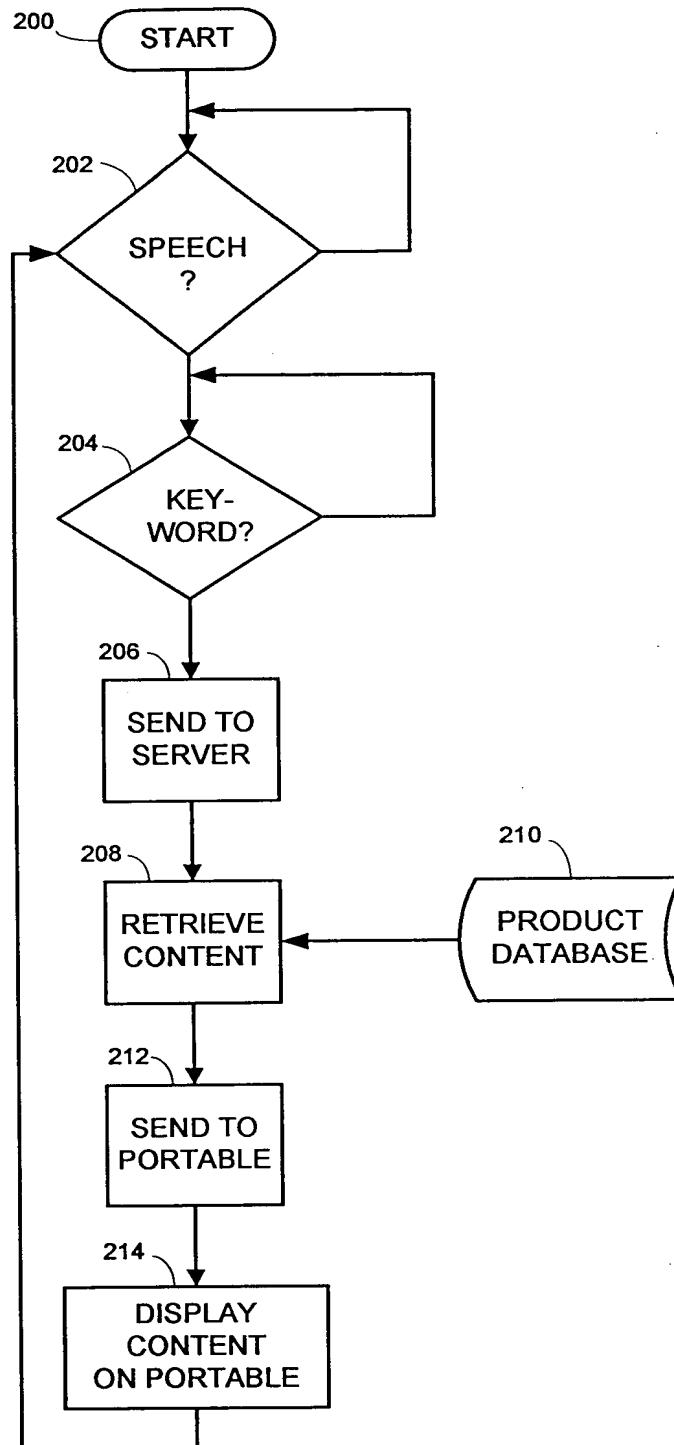 200
START
202
SPEECH
?
204
KEY-
WORD?
206
SEND TO
SERVER
208
RETRIEVE
CONTENT
210
PRODUCT
DATABASE
212
SEND TO
PORTABLE
214
DISPLAY
CONTENT
ON PORTABLE